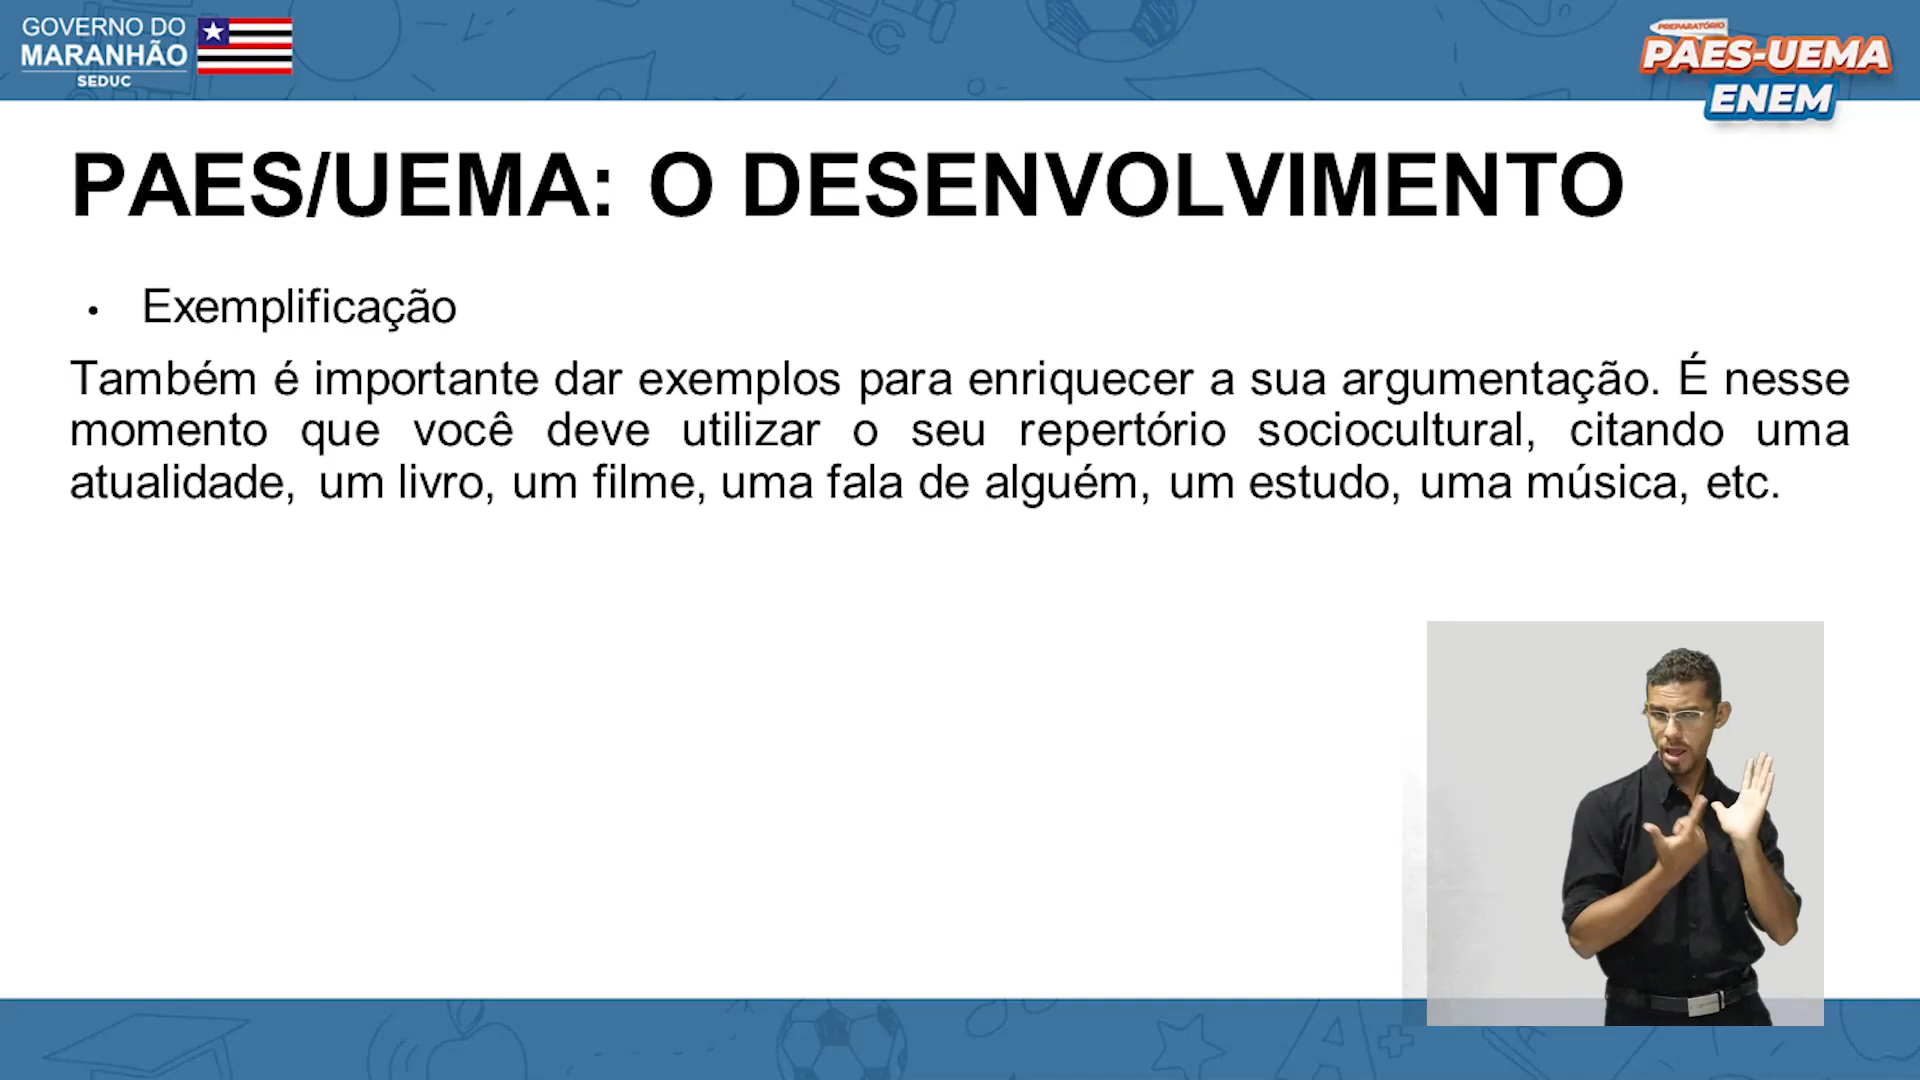 GOVERNO DO
MARANHÃO
SEDUC
PREPARATÓRIO
PAES-UEMA
ENEM
PAES/UEMA: O DESENVOLVIMENTO
• Exemplificação
Também é importante dar exemplos para enriquecer a sua argumentação. É nesse
momento que você deve utilizar o seu repertório sociocultural, citando uma
atualidade, um livro, um filme, uma fala de alguém, um estudo, uma música, etc.
A+